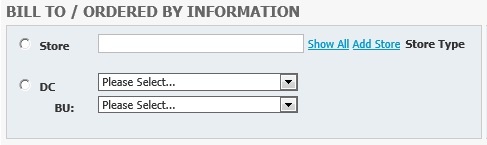 BILL TO / ORDERED BY INFORMATION
Store Show All Add Store Store Type
DC Please Select...
BU: Please Select...